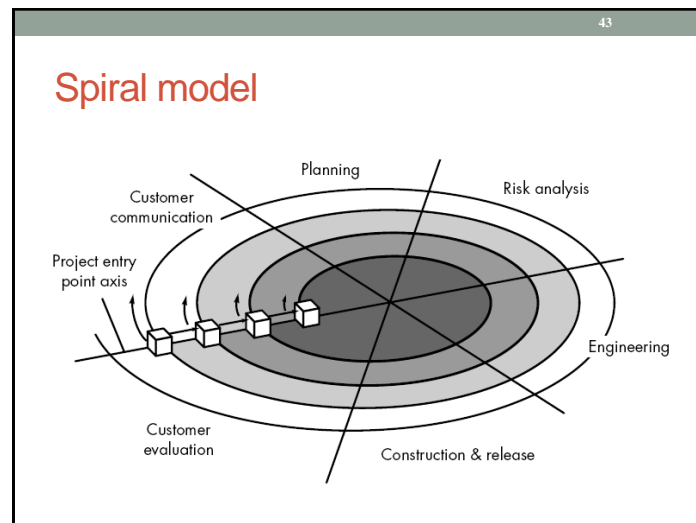 43
Spiral model
Planning
Risk analysis
Customer
communication
Project entry
point axis
Engineering
Customer
evaluation
Construction & release